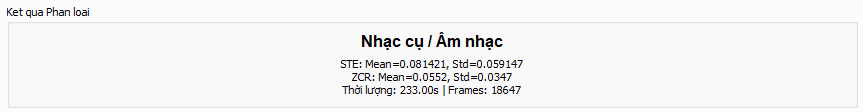 Ket qua Phan loai
Nhạc cụ / Âm nhạc
STE: Mean=0.081421, Std=0.059147
ZCR: Mean=0.0552, Std=0.0347
Thời lượng: 233.00s | Frames: 18647